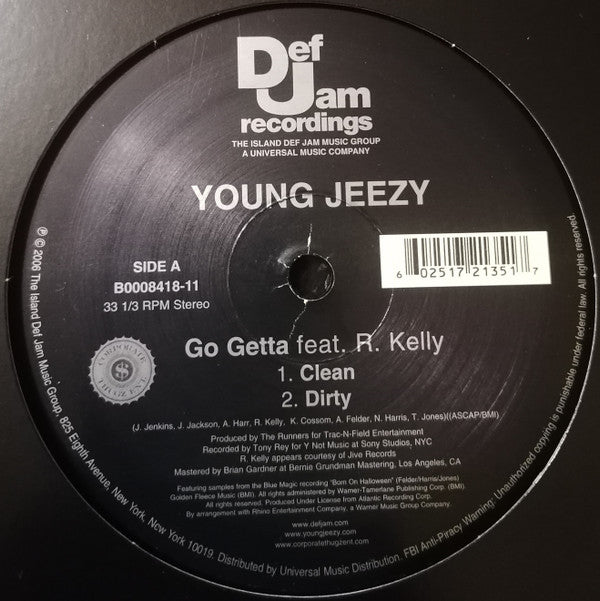 Def
Jam
recordings
THE ISLAND DEF JAM MUSIC GROUP
A UNIVERSAL MUSIC COMPANY
YOUNG JEEZY
SIDE A
B0008418-11
33 1/3 RPM Stereo
6 02517 21351 7
Go Getta feat. R. Kelly
1. Clean
2. Dirty
CORPORATE
THUGZ ENT.
(J. Jenkins, J. Jackson, A. Harr, R. Kelly, K. Cossom, A. Felder, N. Harris, T. Jones)((ASCAP/BMI)
Produced by The Runners for Trac-N-Field Entertainment
Recorded by Tony Rey for Y Not Music at Sony Studios, NYC
R. Kelly appears courtesy of Jive Records
Mastered by Brian Gardner at Bernie Grundman Mastering, Los Angeles, CA
Featuring samples from the Blue Magic recording "Born On Halloween" (Felder/Harris/Jones)
Golden Fleece Music (BMI). All rights administered by Warner-Tamerlane Publishing Corp. (BMI).
All rights reserved. Produced Under License from Atlantic Recording Corp.
By arrangement with Rhino Entertainment Company, a Warner Music Group Company.
www.defjam.com
www.youngjeezy.com
www.corporatethugzent.com
℗ © 2006 The Island Def Jam Music Group, 825 Eighth Avenue, New York, New York 10019. Distributed by Universal Music Distribution. FBI Anti-Piracy Warning: Unauthorized copying is punishable under federal law. All rights reserved.